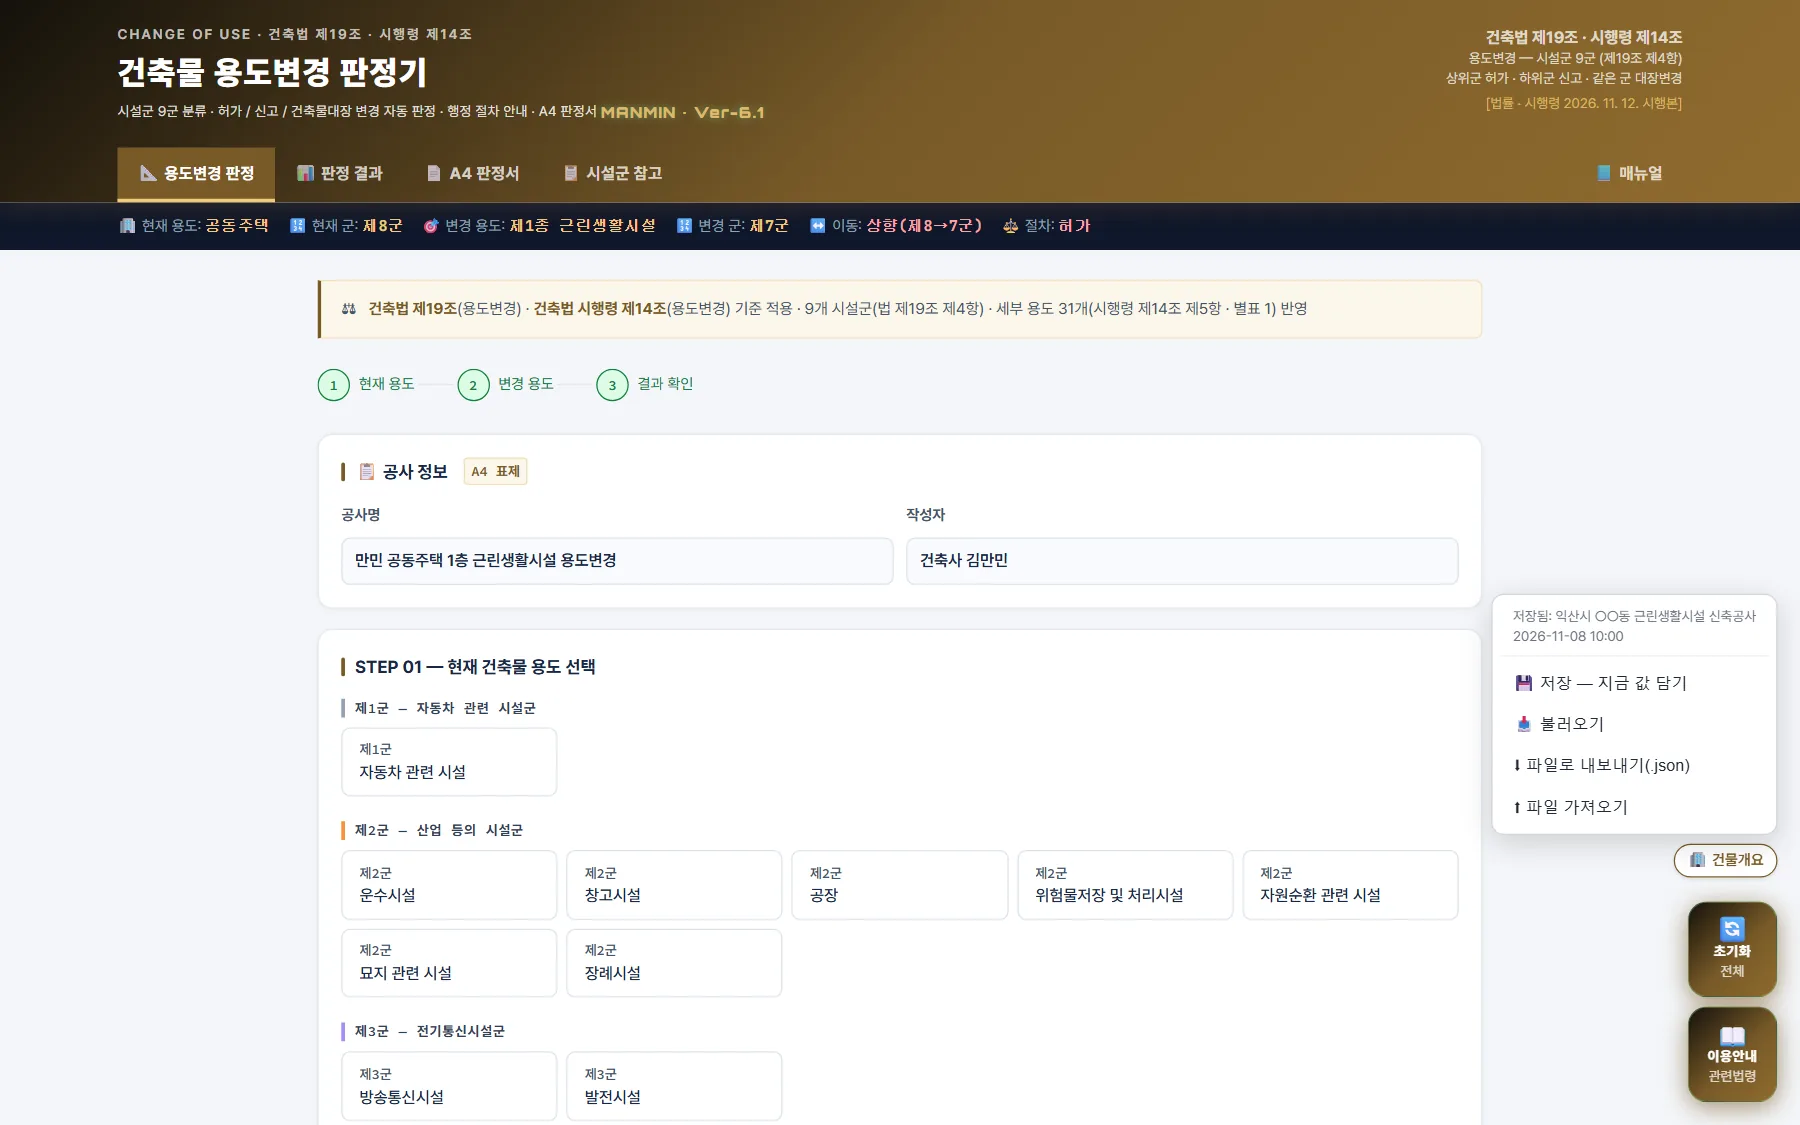 CHANGE OF USE · 건축법 제19조 · 시행령 제14조
건축물 용도변경 판정기
시설군 9군 분류 · 허가 / 신고 / 건축물대장 변경 자동 판정 · 행정 절차 안내 · A4 판정서 MANMIN · Ver-6.1
건축법 제19조 · 시행령 제14조
용도변경 — 시설군 9군 (제19조 제4항)
상위군 허가 · 하위군 신고 · 같은 군 대장변경
[법률 · 시행령 2026. 11. 12. 시행본]
용도변경 판정
판정 결과
A4 판정서
시설군 참고
매뉴얼
현재 용도: 공동주택
현재 군: 제8군
변경 용도: 제1종 근린생활시설
변경 군: 제7군
이동: 상향(제8→7군)
절차: 허가
건축법 제19조(용도변경) · 건축법 시행령 제14조(용도변경) 기준 적용 · 9개 시설군(법 제19조 제4항) · 세부 용도 31개(시행령 제14조 제5항 · 별표 1) 반영
1 현재 용도
2 변경 용도
3 결과 확인
공사 정보 A4 표제
공사명
만민 공동주택 1층 근린생활시설 용도변경
작성자
건축사 김만민
STEP 01 — 현재 건축물 용도 선택
제1군 — 자동차 관련 시설군
제1군
자동차 관련 시설
제2군 — 산업 등의 시설군
제2군
운수시설
제2군
창고시설
제2군
공장
제2군
위험물저장 및 처리시설
제2군
자원순환 관련 시설
제2군
묘지 관련 시설
제2군
장례시설
제3군 — 전기통신시설군
제3군
방송통신시설
제3군
발전시설
저장됨: 익산시 ○○동 근린생활시설 신축공사
2026-11-08 10:00
저장 — 지금 값 담기
불러오기
⬇ 파일로 내보내기(.json)
⬆ 파일 가져오기
건물개요
초기화
전체
이용안내
관련법령